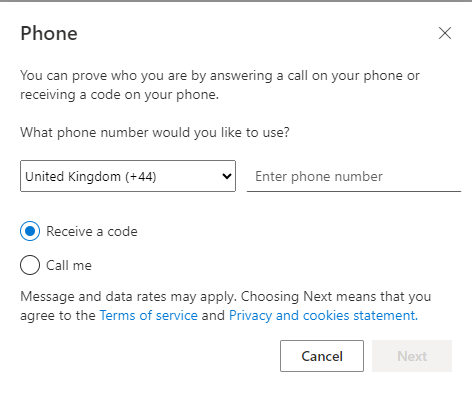 Phone
You can prove who you are by answering a call on your phone or
receiving a code on your phone.
What phone number would you like to use?
United Kingdom (+44)
Enter phone number
Receive a code
Call me
Message and data rates may apply. Choosing Next means that you
agree to the Terms of service and Privacy and cookies statement.
Cancel
Next